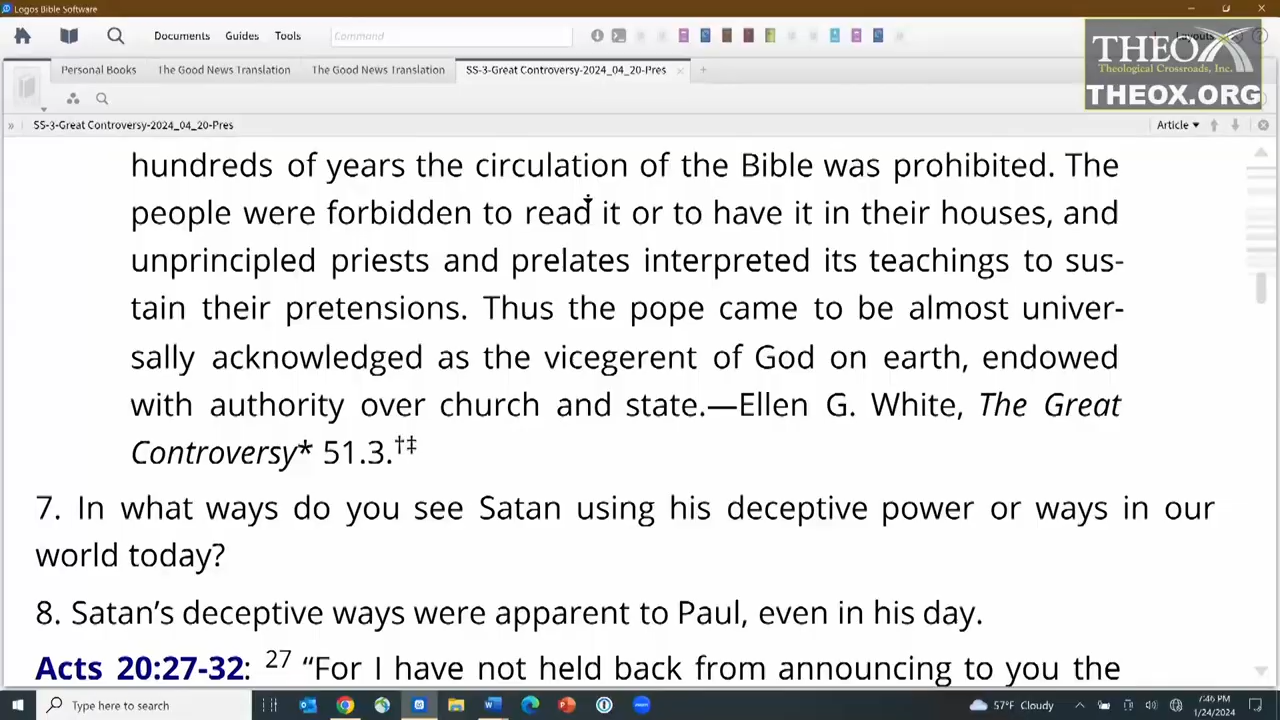 Logos Bible Software
Documents Guides Tools Command Layouts
THEOX
Theological Crossroads, Inc.
THEOX.ORG
Personal Books The Good News Translation The Good News Transla SS-3-Great Controversy-2024_04_20-Pres
SS-3-Great Controversy-2024_04_20-Pres Article
hundreds of years the circulation of the Bible was prohibited. The
people were forbidden to read it or to have it in their houses, and
unprincipled priests and prelates interpreted its teachings to sus-
tain their pretensions. Thus the pope came to be almost univer-
sally acknowledged as the vicegerent of God on earth, endowed
with authority over church and state.—Ellen G. White, The Great
Controversy* 51.3.†‡
7. In what ways do you see Satan using his deceptive power or ways in our
world today?
8. Satan's deceptive ways were apparent to Paul, even in his day.
Acts 20:27-32: 27 “For I have not held back from announcing to you the
Type here to search 57°F Cloudy 7:46 PM
1/24/2024